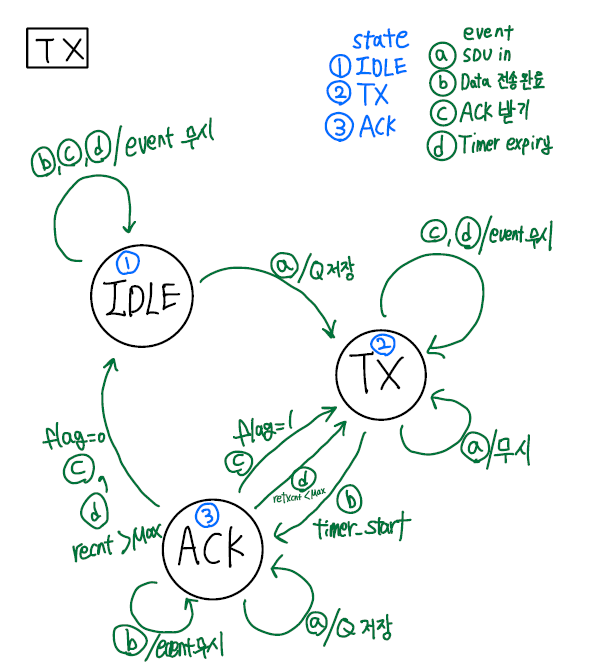 TX
state
① IDLE
② TX
③ ACK
event
ⓐ SDU in
ⓑ Data 전송완료
ⓒ ACK 받기
ⓓ Timer expiry
ⓑ,ⓒ,ⓓ/event 무시
① IDLE
ⓐ/Q 저장
ⓒ,ⓓ/event 무시
② TX
ⓐ/무시
flag=0
ⓒ,
ⓓ
recnt > Max
flag=1
ⓒ
ⓓ
retxcnt < Max
ⓑ
timer_start
③ ACK
ⓑ/event 무시
ⓐ/Q 저장